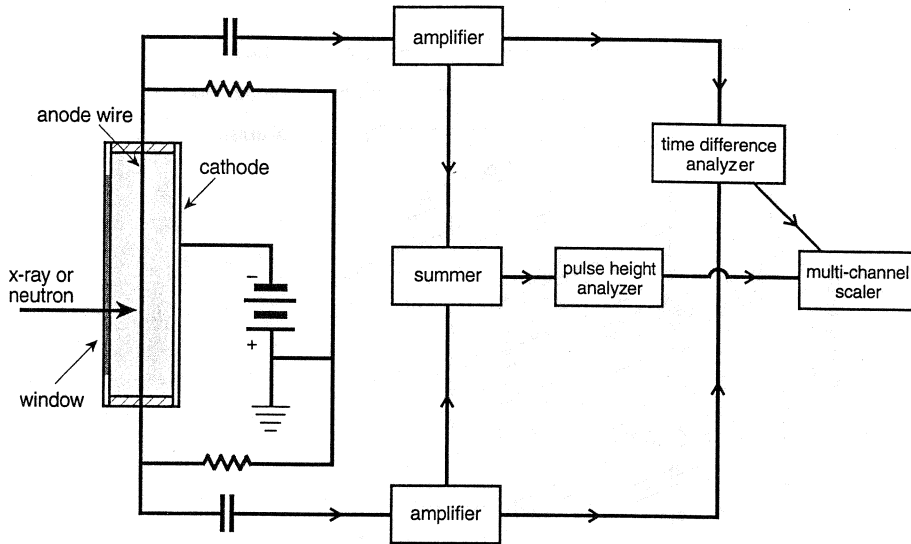 amplifier
anode wire
time difference
analyzer
cathode
x-ray or
neutron
−
summer
pulse height
analyzer
multi-channel
scaler
+
window
amplifier